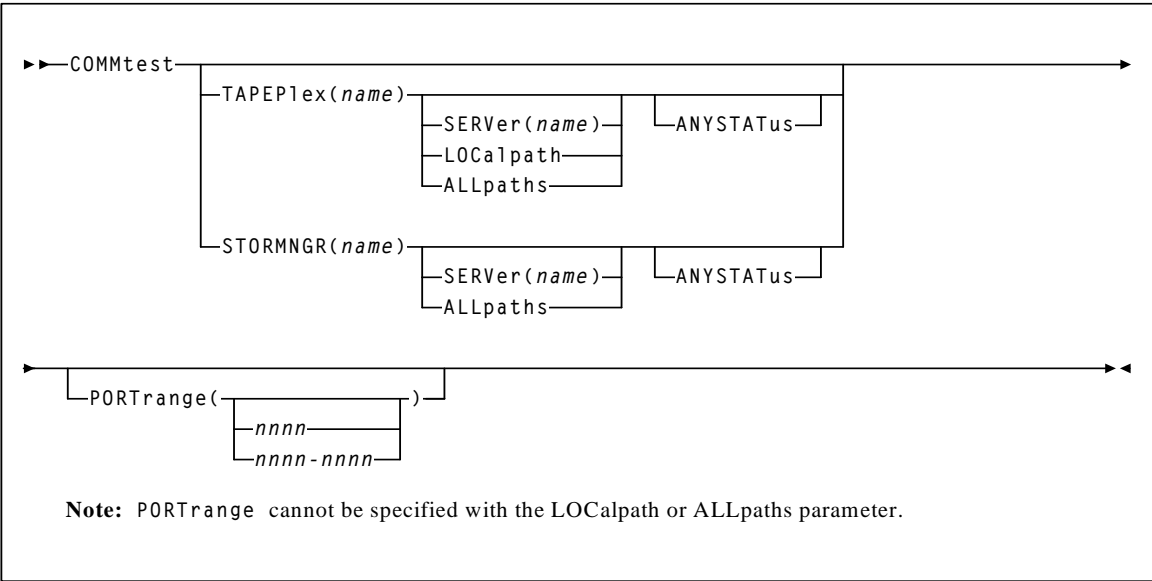 COMMtest
TAPEPlex(name)
SERVer(name)
ANYSTATus
LOCalpath
ALLpaths
STORMNGR(name)
SERVer(name)
ANYSTATus
ALLpaths
PORTrange( )
nnnn
nnnn-nnnn
Note: PORTrange cannot be specified with the LOCalpath or ALLpaths parameter.